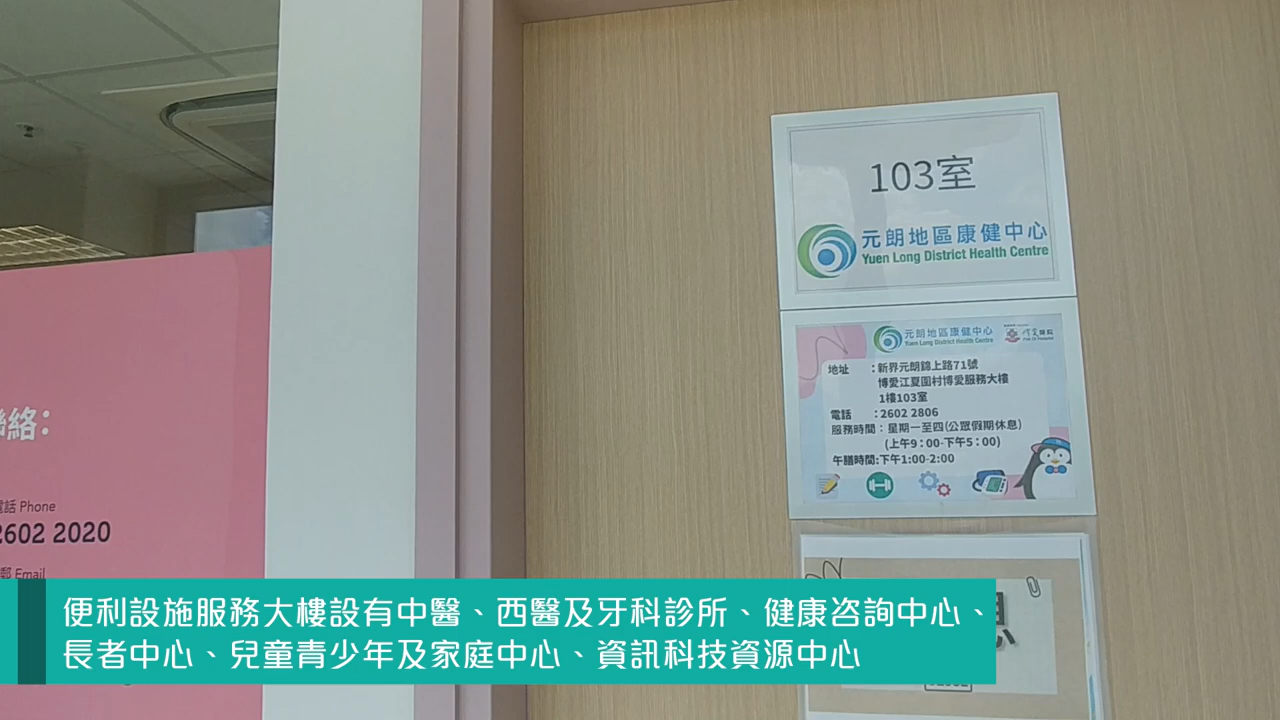 103室
元朗地區康健中心
Yuen Long District Health Centre
元朗地區康健中心
Yuen Long District Health Centre
博愛醫院
地址 ：新界元朗錦上路71號
博愛江夏圍村博愛服務大樓
1樓103室
電話 ：2602 2806
服務時間：星期一至四(公眾假期休息)
(上午9：00-下午5：00)
午膳時間:下午1:00-2:00
絡：
電話 Phone
2602 2020
郵 Email
便利設施服務大樓設有中醫、西醫及牙科診所、健康咨詢中心、
長者中心、兒童青少年及家庭中心、資訊科技資源中心